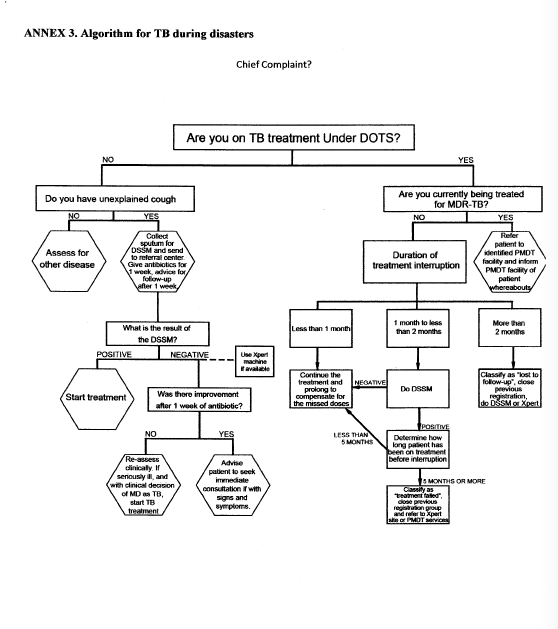 ANNEX 3. Algorithm for TB during disasters
Chief Complaint?
Are you on TB treatment Under DOTS?
NO
YES
Do you have unexplained cough
NO
YES
Assess for
other disease
Collect
sputum for
DSSM and send
to referral center.
Give antibiotics for
1 week, advice for
follow-up
after 1 week
What is the result of
the DSSM?
POSITIVE
NEGATIVE
Use Xpert
machine
if available
Start treatment
Was there improvement
after 1 week of antibiotic?
NO
YES
Re-assess
clinically. If
seriously ill, and
with clinical decision
of MD as TB,
start TB
treatment
Advise
patient to seek
immediate
consultation if with
signs and
symptoms.
Are you currently being treated
for MDR-TB?
NO
YES
Duration of
treatment interruption
Refer
patient to
identified PMDT
facility and inform
PMDT facility of
patient
whereabouts
Less than 1 month
1 month to less
than 2 months
More than
2 months
Continue the
treatment and
prolong to
compensate for
the missed doses
NEGATIVE
Do DSSM
Classify as "lost to
follow-up", close
previous
registration,
do DSSM or Xpert
POSITIVE
LESS THAN
5 MONTHS
Determine how
long patient has
been on treatment
before interruption
5 MONTHS OR MORE
Classify as
"treatment failed",
close previous
registration group
and refer to Xpert
site or PMDT services